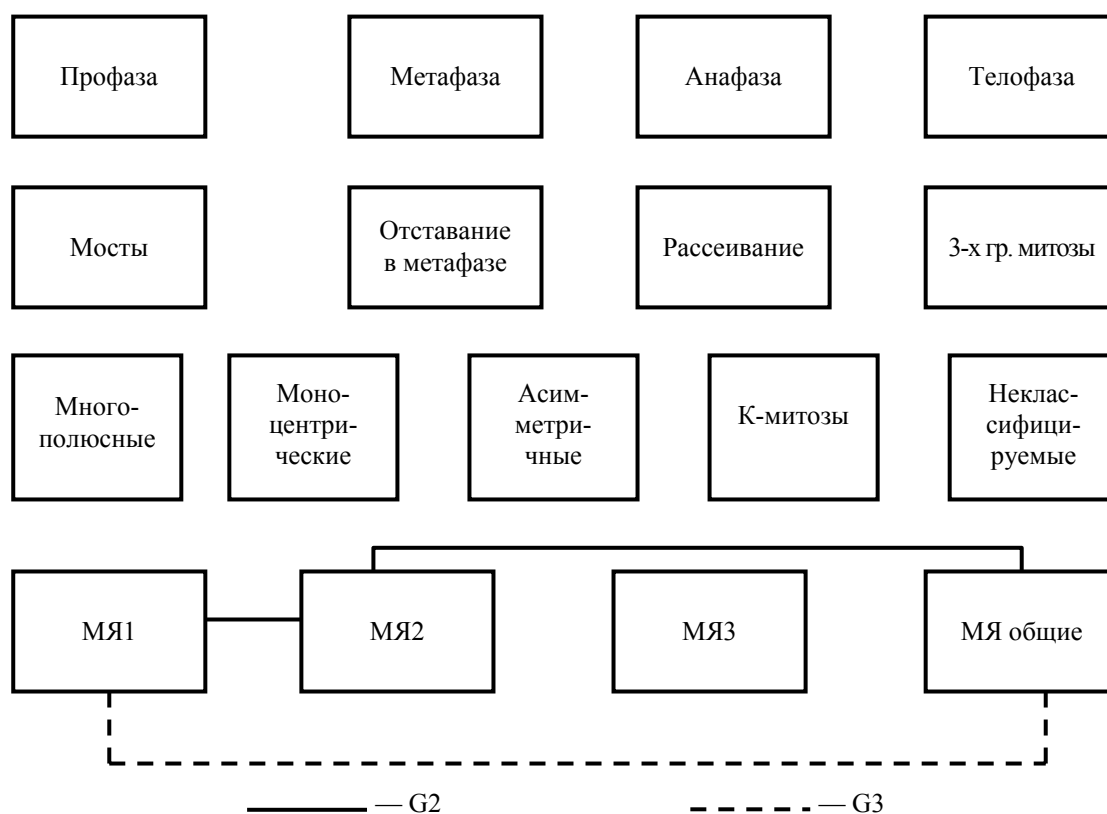 Профаза
Метафаза
Анафаза
Телофаза
Мосты
Отставание
в метафазе
Рассеивание
3-х гр. митозы
Много-
полюсные
Моно-
центри-
ческие
Асим-
метри-
чные
К-митозы
Неклас-
сифици-
руемые
МЯ1
МЯ2
МЯ3
МЯ общие
— G2
— G3